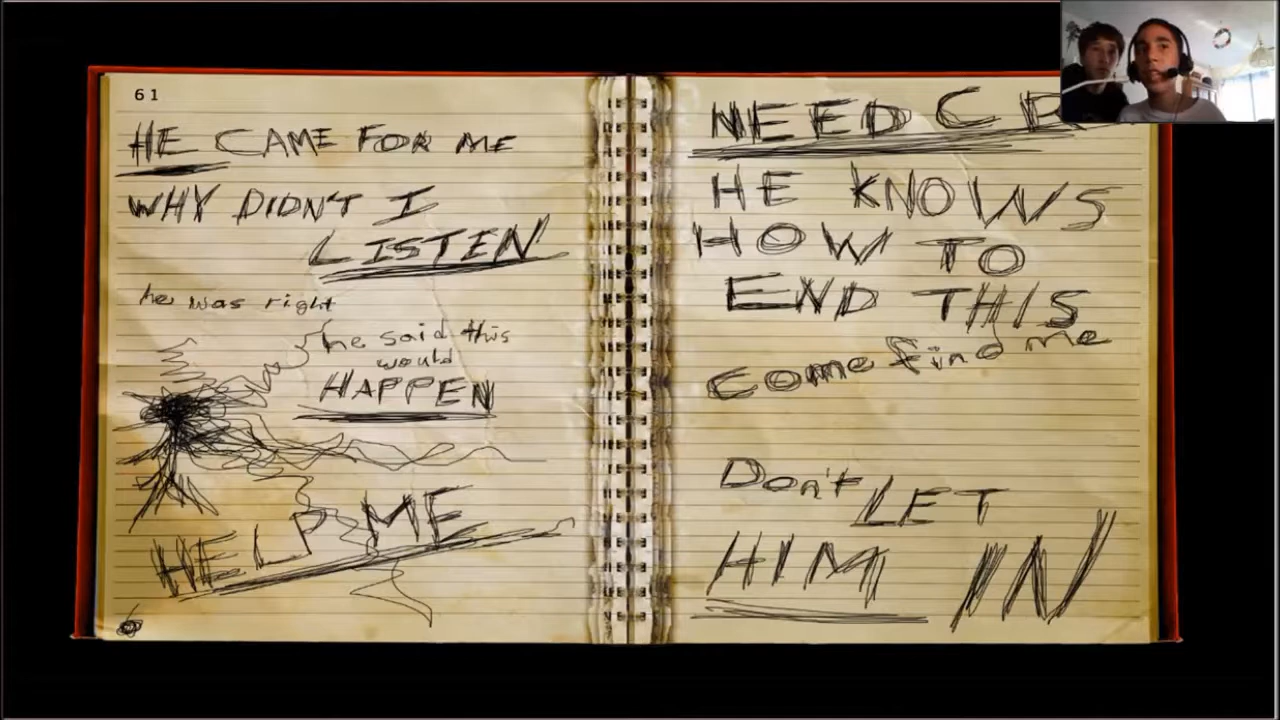 61
HE CAME FOR ME
WHY DIDN'T I
LISTEN
he was right
he said this
would
HAPPEN
HELP ME
NEED
HE KNOWS
HOW TO
END THIS
come find me
Don't LET
HIM IN